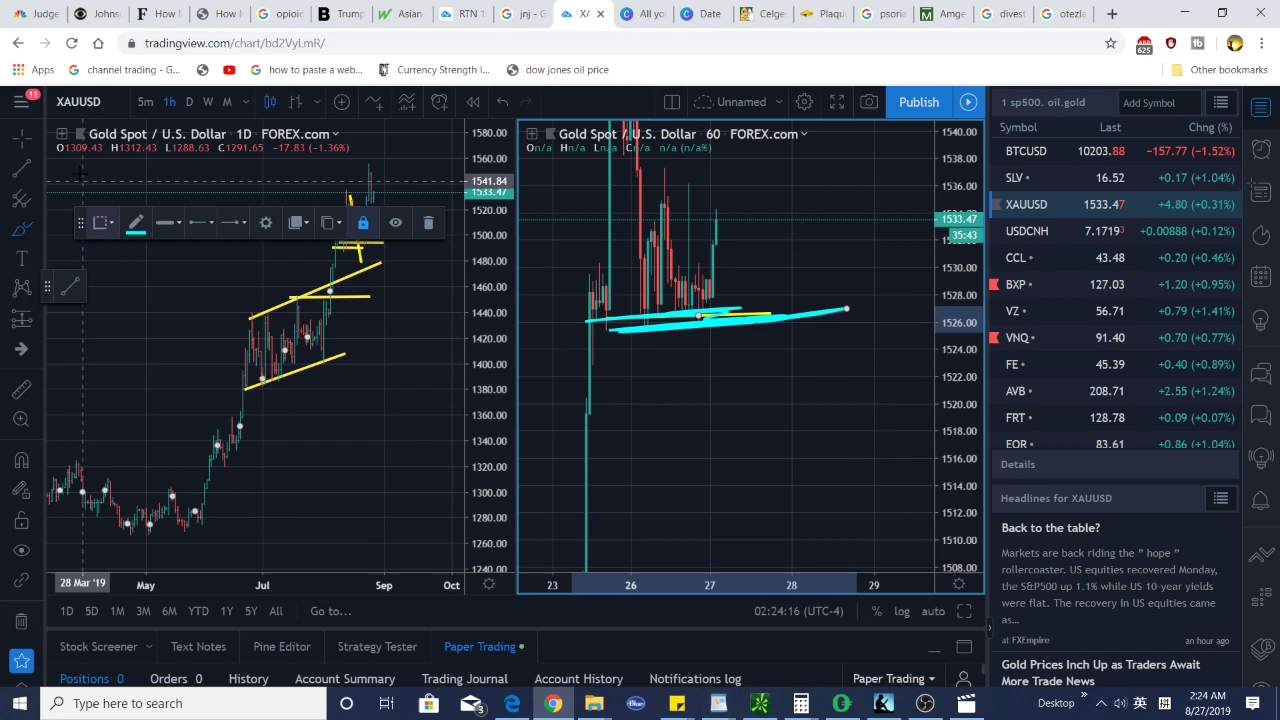 Indic
How I
How M
opioic
Trump
Asian
RTN 1
jnj - G
XA
All yo
Data
Celge
Plaqu
psoria
Amge
divest
otezla
tradingview.com/chart/bd2VyLmR/
625
Apps
channel trading - G...
how to paste a web...
Currency Strength I...
dow jones oil price
Other bookmarks
11
XAUUSD
5m 1h D W M
Unnamed
Publish
1 sp500. oil.gold
Add Symbol
Gold Spot / U.S. Dollar · 1D · FOREX.com
O1309.43 H1312.43 L1288.63 C1291.65 -17.83 (-1.36%)
1580.00
1560.00
1541.84
1533.47
1520.00
1500.00
1480.00
1460.00
1440.00
1420.00
1400.00
1380.00
1360.00
1340.00
1320.00
1300.00
1280.00
1260.00
1240.00
28 Mar '19
May
Jul
Sep
Oct
Gold Spot / U.S. Dollar · 60 · FOREX.com
On/a Hn/a Ln/a Cn/a n/a (n/a%)
1540.00
1538.00
1536.00
1533.47
35:43
1530.00
1528.00
1526.00
1524.00
1522.00
1520.00
1518.00
1516.00
1514.00
1512.00
1510.00
1508.00
23
26
27
28
29
Symbol Last Chng (%)
BTCUSD 10203.88 -157.77 (-1.52%)
SLV 16.52 +0.17 (+1.04%)
XAUUSD 1533.47 +4.80 (+0.31%)
USDCNH 7.1719³ +0.00888 (+0.12%)
CCL 43.48 +0.20 (+0.46%)
BXP 127.03 +1.20 (+0.95%)
VZ 56.71 +0.79 (+1.41%)
VNQ 91.40 +0.70 (+0.77%)
FE 45.39 +0.40 (+0.89%)
AVB 208.71 +2.55 (+1.24%)
FRT 128.78 +0.09 (+0.07%)
EQR 83.61 +0.86 (+1.04%)
Details
Headlines for XAUUSD
Back to the table?
Markets are back riding the " hope "
rollercoaster. US equities recovered Monday,
the S&P500 up 1.1% while US 10-year yields
were flat. The recovery in US equities came
as...
at FXEmpire
an hour ago
Gold Prices Inch Up as Traders Await
More Trade News
1D 5D 1M 3M 6M YTD 1Y 5Y All Go to...
02:24:16 (UTC-4)
% log auto
Stock Screener
Text Notes
Pine Editor
Strategy Tester
Paper Trading
Positions 0
Orders 0
History
Account Summary
Trading Journal
Account History
Notifications log
Paper Trading
Type here to search
3
Desktop
英
拼
2:24 AM
8/27/2019